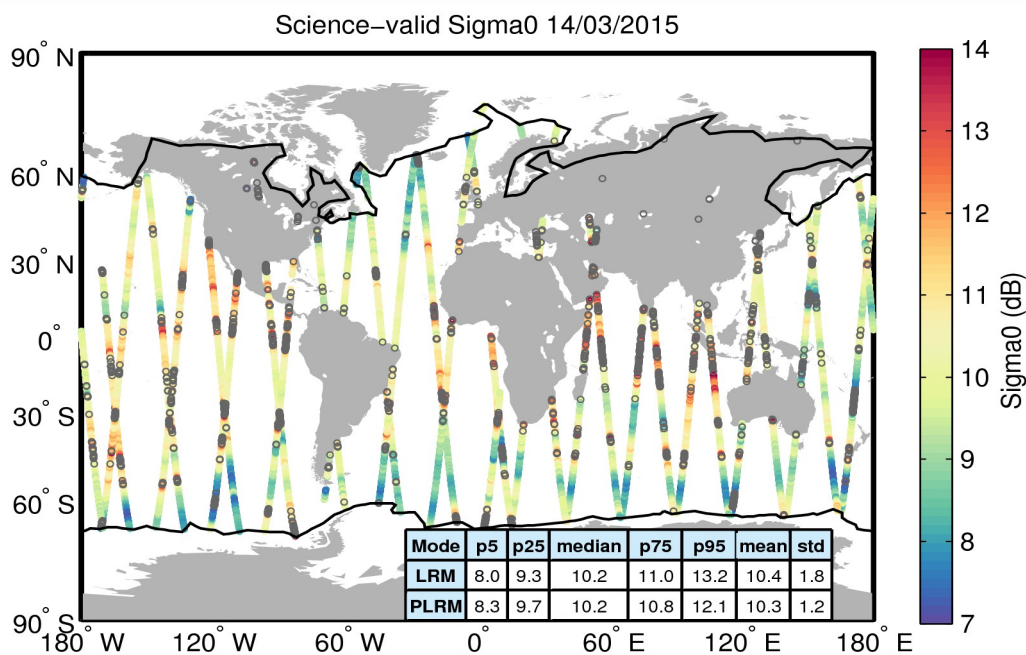 Science−valid Sigma0 14/03/2015
90° N
60° N
30° N
0°
30° S
60° S
90° S
180° W
120° W
60° W
0°
60° E
120° E
180° E
14
13
12
11
10
9
8
7
Sigma0 (dB)
Mode p5 p25 median p75 p95 mean std
LRM 8.0 9.3 10.2 11.0 13.2 10.4 1.8
PLRM 8.3 9.7 10.2 10.8 12.1 10.3 1.2